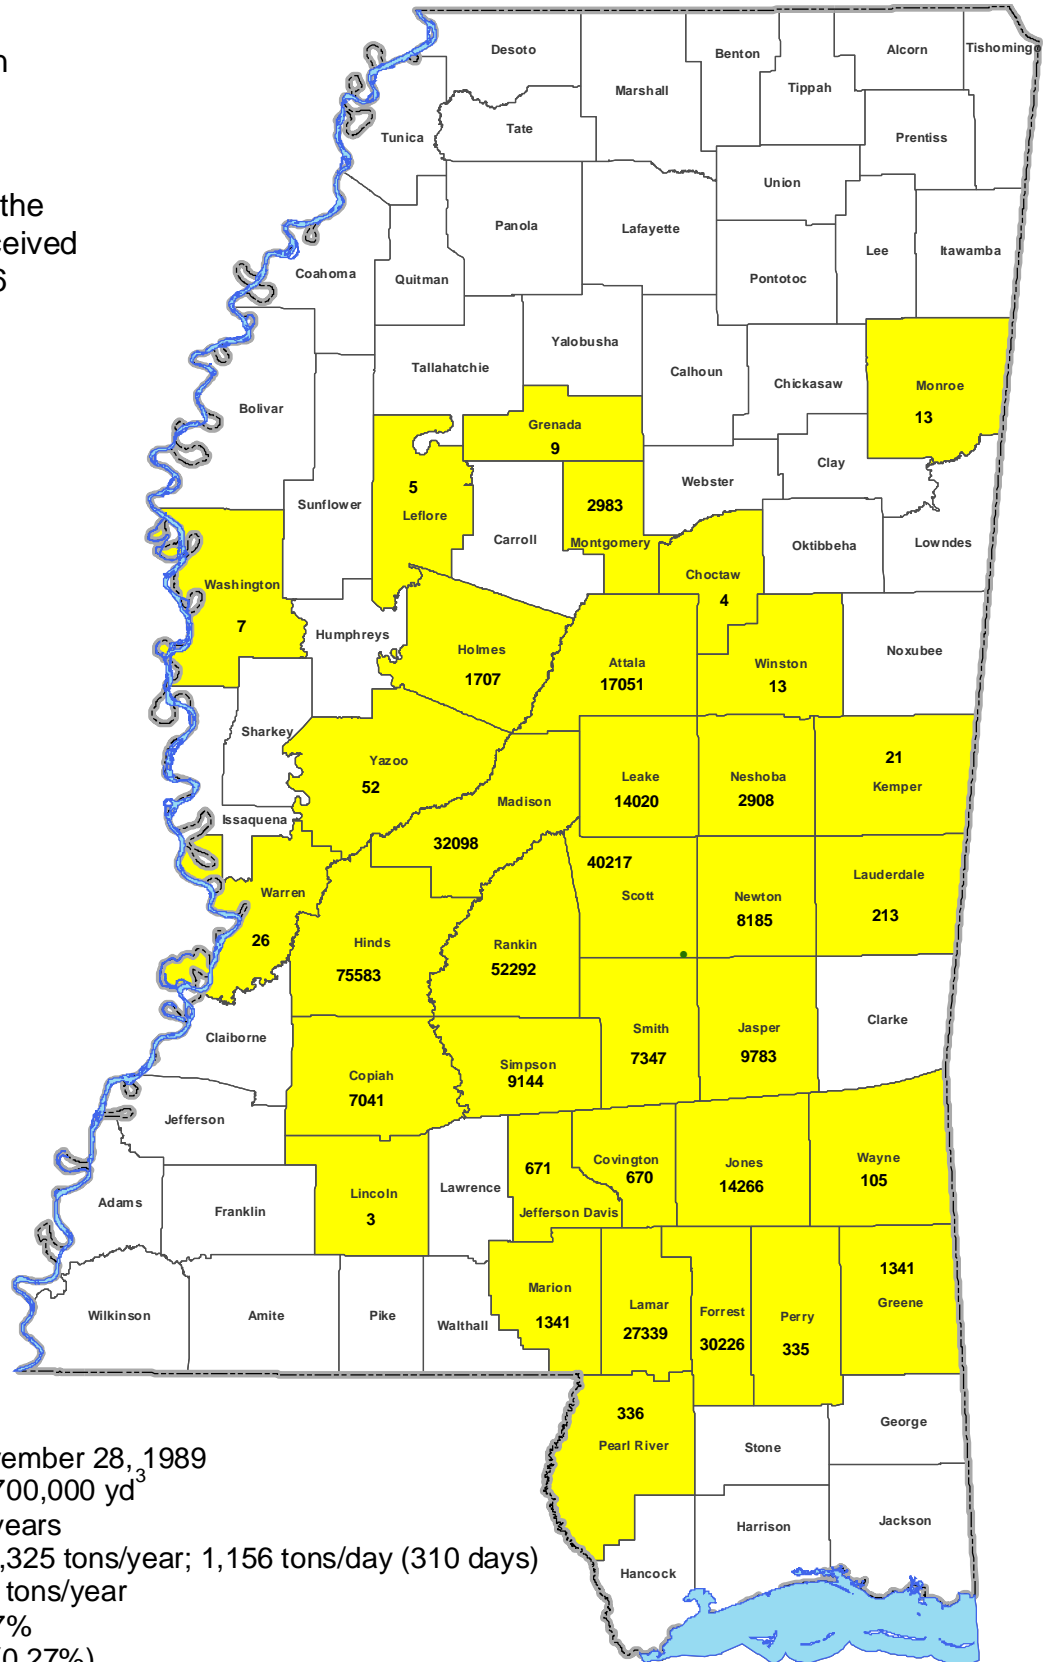 Desoto
Benton
Alcorn
Tishomingo
n
Marshall
Tippah
Tunica
Tate
Prentiss
Union
the
ceived
6
Panola
Lafayette
Lee
Itawamba
Coahoma
Quitman
Pontotoc
Yalobusha
Tallahatchie
Calhoun
Chickasaw
Monroe
13
Bolivar
Grenada
9
Clay
Webster
5
Leflore
Sunflower
2983
Montgomery
Carroll
Oktibbeha
Lowndes
Washington
7
Choctaw
4
Humphreys
Holmes
1707
Attala
17051
Winston
13
Noxubee
Sharkey
Yazoo
52
Leake
14020
Neshoba
2908
21
Kemper
Madison
32098
Issaquena
40217
Scott
Lauderdale
213
Warren
26
Newton
8185
Hinds
75583
Rankin
52292
Claiborne
Smith
7347
Jasper
9783
Clarke
Simpson
9144
Copiah
7041
Jefferson
671
Jefferson Davis
Covington
670
Jones
14266
Wayne
105
Adams
Franklin
Lincoln
3
Lawrence
1341
Greene
Marion
1341
Lamar
27339
Forrest
30226
Perry
335
Wilkinson
Amite
Pike
Walthall
336
Pearl River
Stone
George
Harrison
Jackson
Hancock
vember 28, 1989
700,000 yd3
years
,325 tons/year; 1,156 tons/day (310 days)
tons/year
7%
(0.27%)